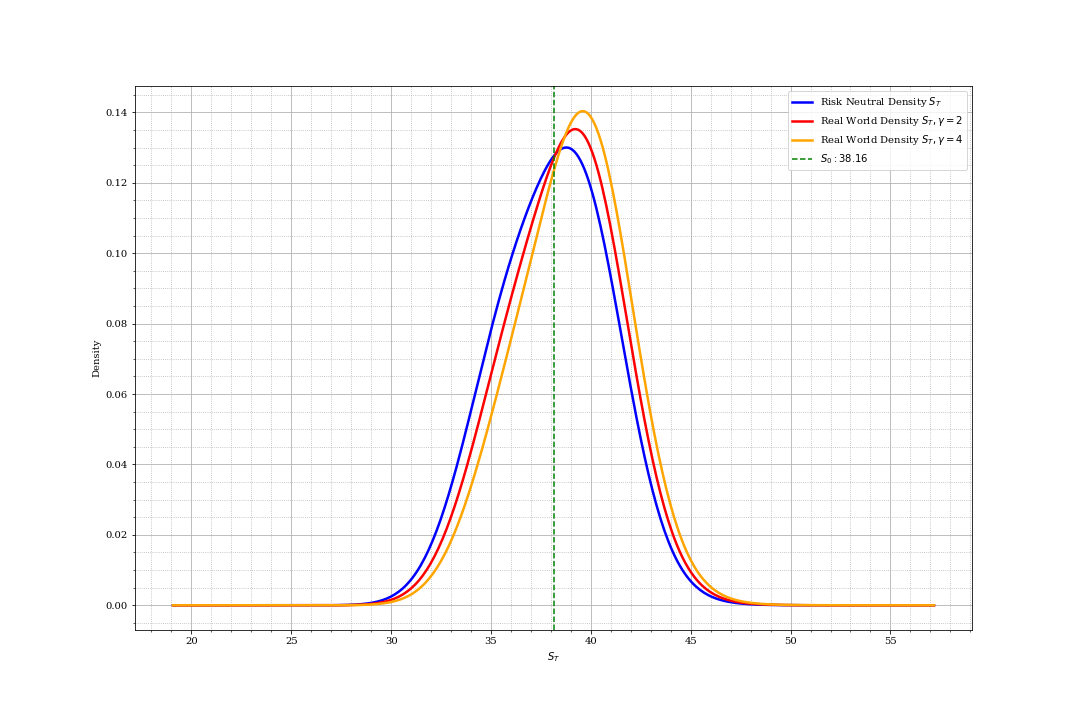 Risk Neutral Density $S_T$
Real World Density $S_T, \gamma = 2$
Real World Density $S_T, \gamma = 4$
$S_0 : 38.16$
0.14
0.12
0.10
0.08
0.06
0.04
0.02
0.00
Density
20 25 30 35 40 45 50 55
$S_T$